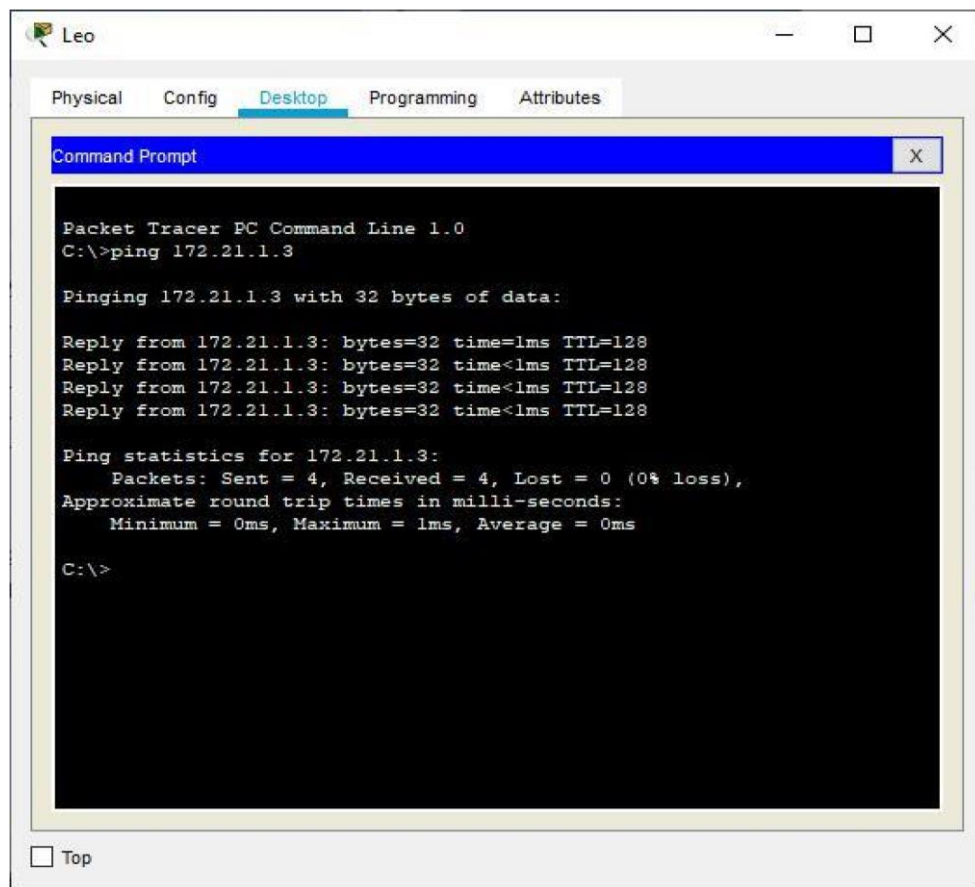 Leo
Physical Config Desktop Programming Attributes
Command Prompt X
Packet Tracer PC Command Line 1.0
C:\>ping 172.21.1.3
Pinging 172.21.1.3 with 32 bytes of data:
Reply from 172.21.1.3: bytes=32 time=1ms TTL=128
Reply from 172.21.1.3: bytes=32 time<1ms TTL=128
Reply from 172.21.1.3: bytes=32 time<1ms TTL=128
Reply from 172.21.1.3: bytes=32 time<1ms TTL=128
Ping statistics for 172.21.1.3:
Packets: Sent = 4, Received = 4, Lost = 0 (0% loss),
Approximate round trip times in milli-seconds:
Minimum = 0ms, Maximum = 1ms, Average = 0ms
C:\>
Top